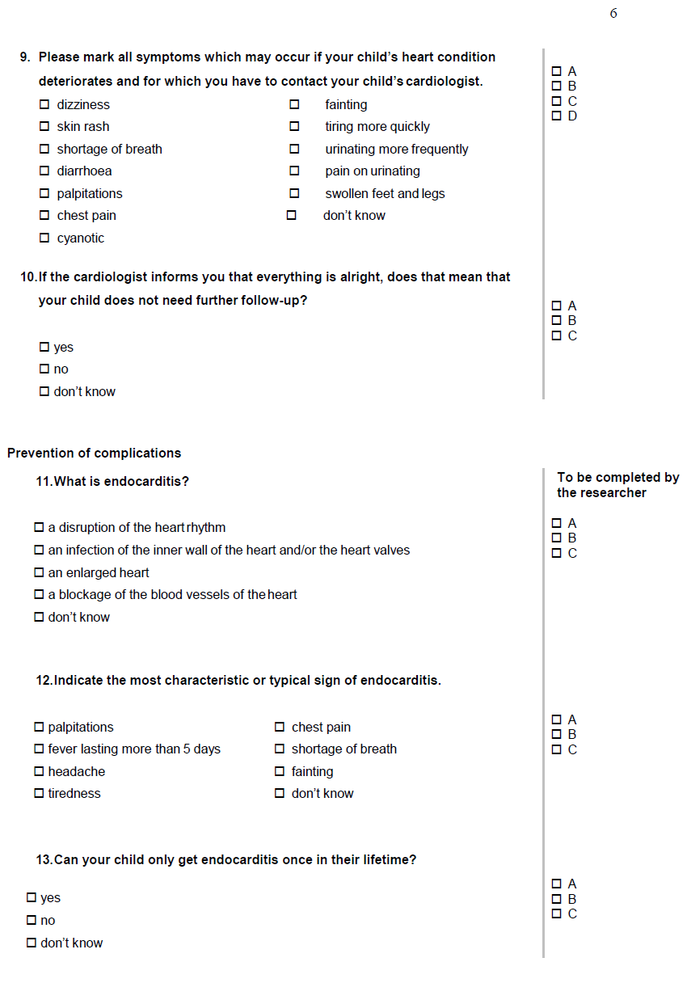 6
9. Please mark all symptoms which may occur if your child's heart condition
deteriorates and for which you have to contact your child's cardiologist.
☐ dizziness ☐ fainting
☐ skin rash ☐ tiring more quickly
☐ shortage of breath ☐ urinating more frequently
☐ diarrhoea ☐ pain on urinating
☐ palpitations ☐ swollen feet and legs
☐ chest pain ☐ don't know
☐ cyanotic
☐ A
☐ B
☐ C
☐ D
10. If the cardiologist informs you that everything is alright, does that mean that
your child does not need further follow-up?
☐ yes
☐ no
☐ don't know
☐ A
☐ B
☐ C
Prevention of complications
To be completed by
the researcher
11. What is endocarditis?
☐ a disruption of the heart rhythm
☐ an infection of the inner wall of the heart and/or the heart valves
☐ an enlarged heart
☐ a blockage of the blood vessels of the heart
☐ don't know
☐ A
☐ B
☐ C
12. Indicate the most characteristic or typical sign of endocarditis.
☐ palpitations ☐ chest pain
☐ fever lasting more than 5 days ☐ shortage of breath
☐ headache ☐ fainting
☐ tiredness ☐ don't know
☐ A
☐ B
☐ C
13. Can your child only get endocarditis once in their lifetime?
☐ yes
☐ no
☐ don't know
☐ A
☐ B
☐ C